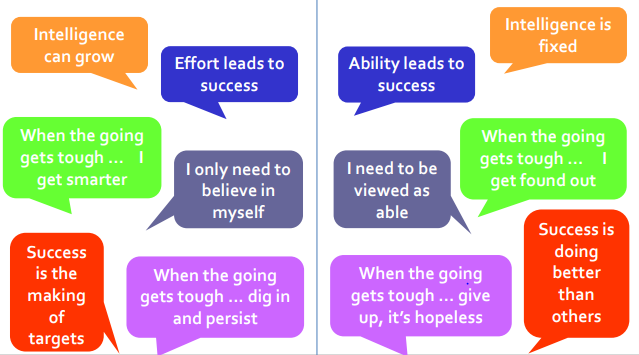 Intelligence
can grow
Effort leads to
success
When the going
gets tough ... I
get smarter
I only need to
believe in
myself
Success
is the
making
of
targets
When the going
gets tough ... dig in
and persist
Intelligence is
fixed
Ability leads to
success
When the going
gets tough ... I
get found out
I need to be
viewed as
able
Success is
doing
better
than
others
When the going
gets tough ... give
up, it's hopeless